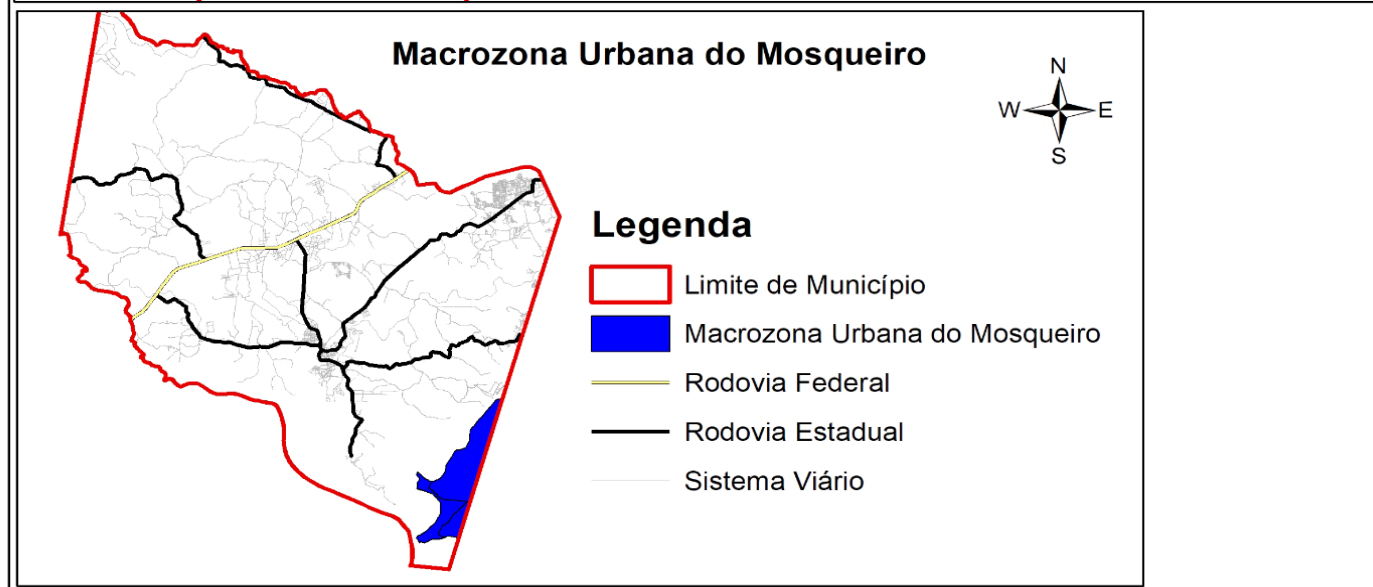 Macrozona Urbana do Mosqueiro
N
W E
S
Legenda
Limite de Município
Macrozona Urbana do Mosqueiro
Rodovia Federal
Rodovia Estadual
Sistema Viário